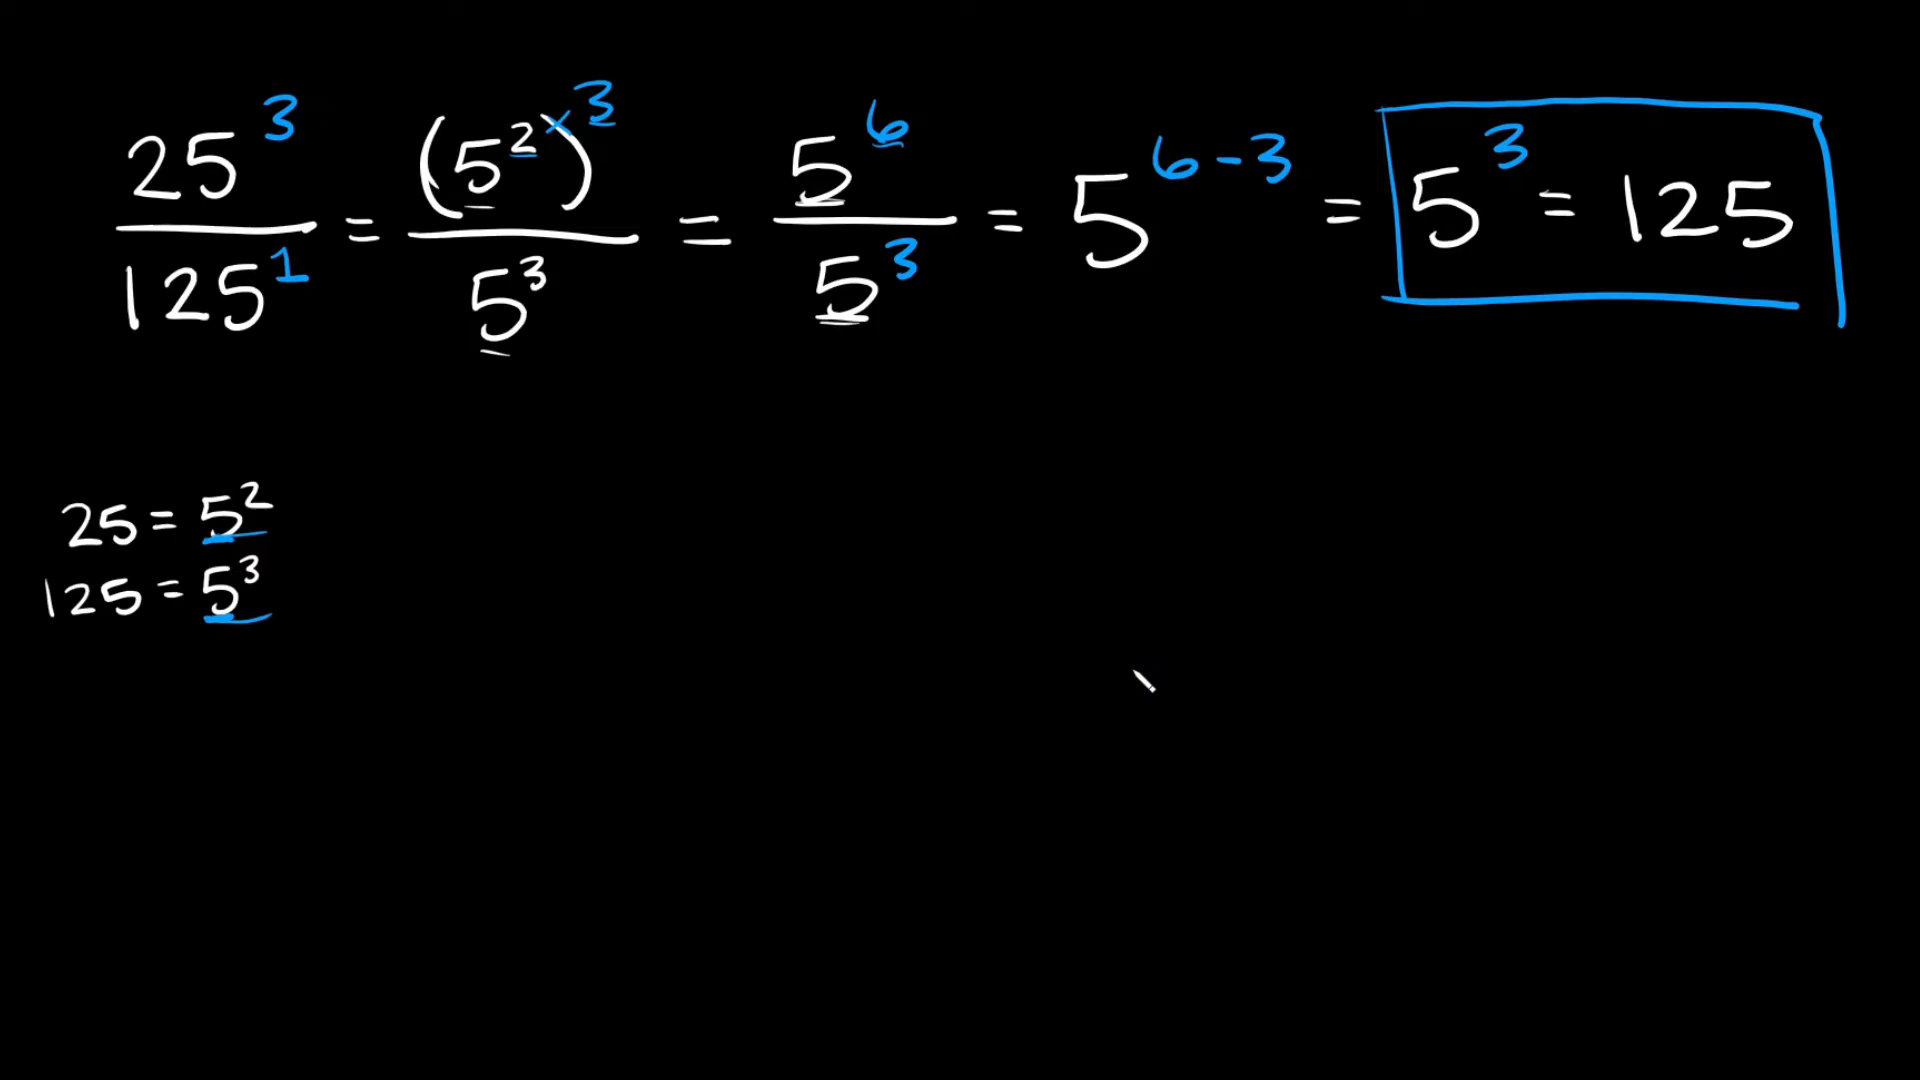 25^3 / 125^1 = (5^2)^{×3} / 5^3 = 5^6 / 5^3 = 5^{6-3} = 5^3 = 125
25 = 5^2
125 = 5^3